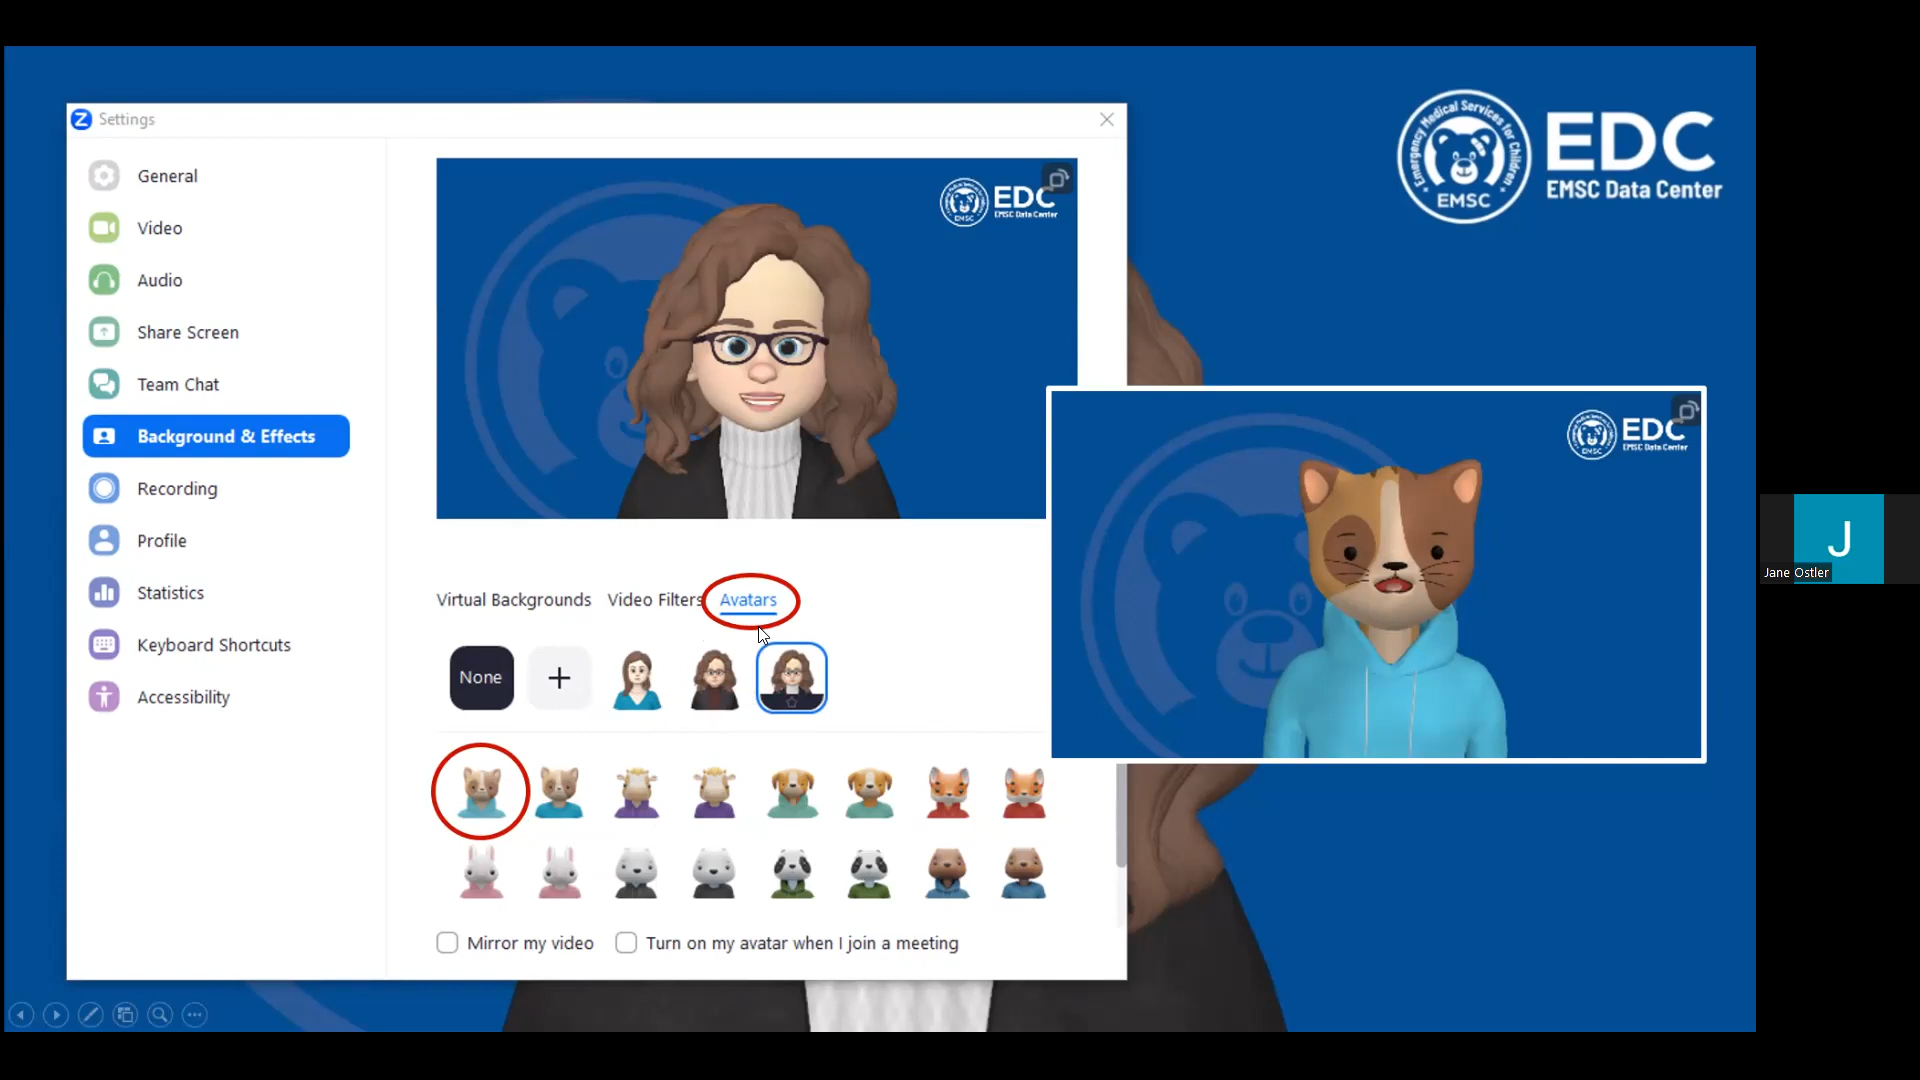 Emergency Medical Services for Children
EMSC
EDC
EMSC Data Center
Z Settings
General
Video
Audio
Share Screen
Team Chat
Background & Effects
Recording
Profile
Statistics
Keyboard Shortcuts
Accessibility
EDC
EMSC Data Center
EMSC
EDC
EMSC Data Center
EMSC
Virtual Backgrounds Video Filters Avatars
None +
Mirror my video Turn on my avatar when I join a meeting
J
Jane Ostler